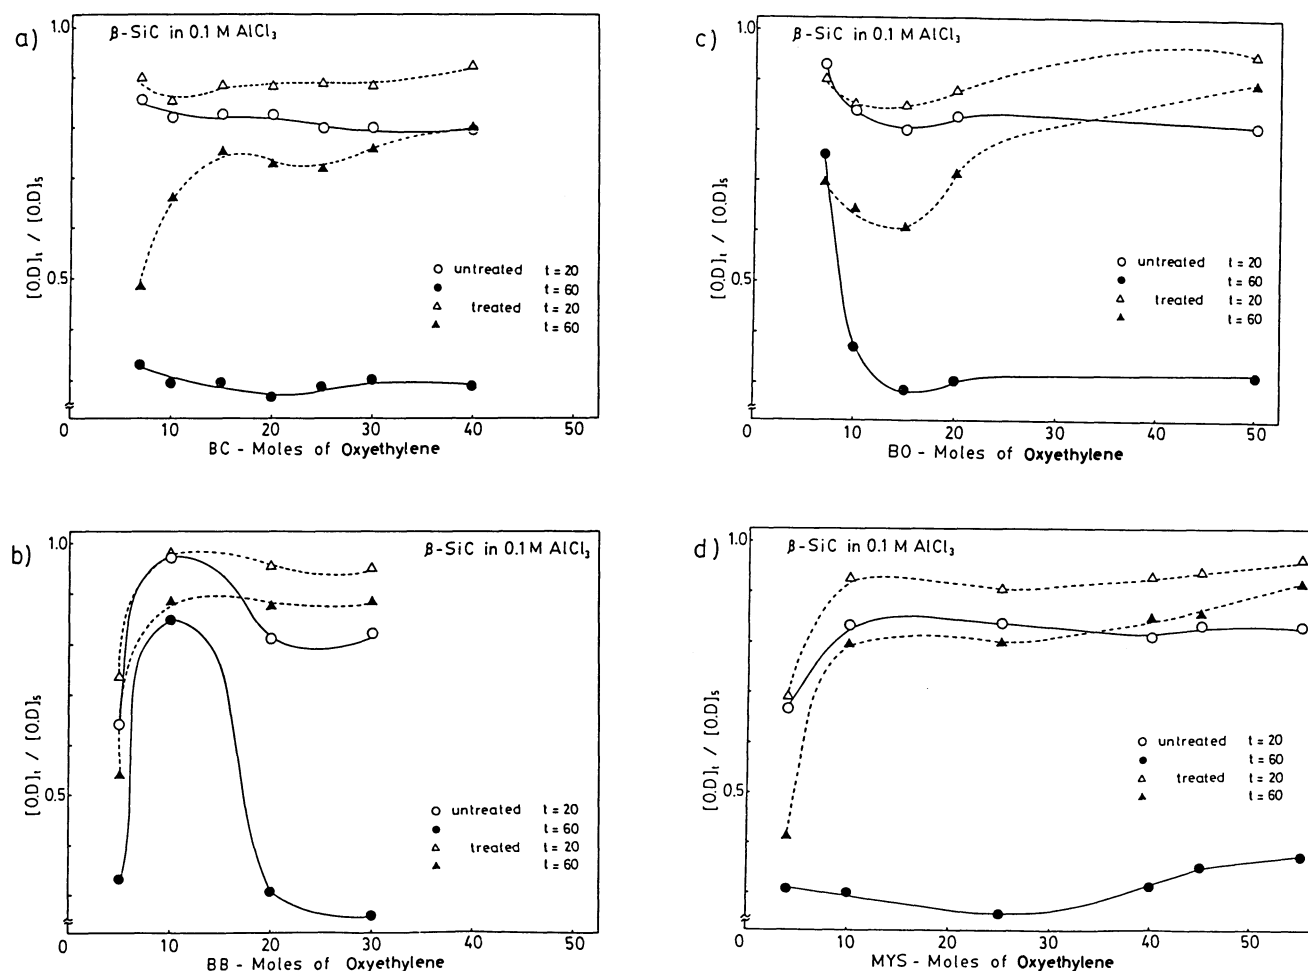 a)
β-SiC in 0.1 M AlCl₃
1.0
0.5
[O.D]ₜ / [O.D]ₛ
○ untreated t = 20
● t = 60
△ treated t = 20
▲ t = 60
0 10 20 30 40 50
BC - Moles of Oxyethylene
c)
β-SiC in 0.1 M AlCl₃
1.0
0.5
[O.D]ₜ / [O.D]ₛ
○ untreated t = 20
● t = 60
△ treated t = 20
▲ t = 60
0 10 20 30 40 50
BO - Moles of Oxyethylene
b)
β-SiC in 0.1 M AlCl₃
1.0
0.5
[O.D]ₜ / [O.D]ₛ
○ untreated t = 20
● t = 60
△ treated t = 20
▲ t = 60
0 10 20 30 40 50
BB - Moles of Oxyethylene
d)
β-SiC in 0.1 M AlCl₃
1.0
0.5
[O.D]ₜ / [O.D]ₛ
○ untreated t = 20
● t = 60
△ treated t = 20
▲ t = 60
0 10 20 30 40 50
MYS - Moles of Oxyethylene